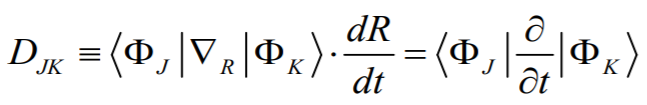 D_{JK} ≡ ⟨Φ_J|∇_R|Φ_K⟩ · dR/dt = ⟨Φ_J|∂/∂t|Φ_K⟩